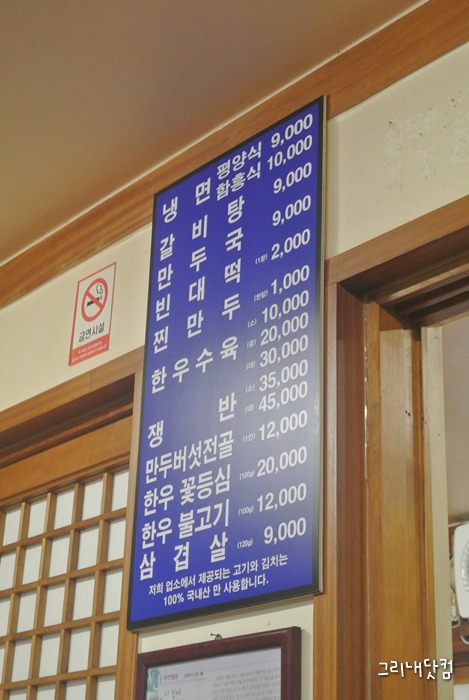 냉 면 평양식 9,000
함흥식 10,000
갈 비 탕 9,000
만 두 국 9,000
빈 대 떡 (1장) 2,000
찐 만 두 (한알) 1,000
한 우 수 육 (소) 10,000
(중) 20,000
(대) 30,000
쟁 반 (소) 35,000
(대) 45,000
만두버섯전골 (1인) 12,000
한우 꽃등심 (100g) 20,000
한우 불고기 (100g) 12,000
삼 겹 살 (120g) 9,000
저희 업소에서 제공되는 고기와 김치는
100% 국내산 만 사용합니다.
금연시설
그리내닷컴